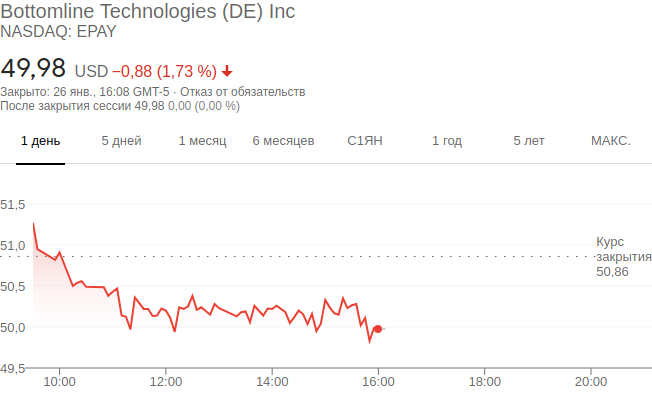 Bottomline Technologies (DE) Inc
NASDAQ: EPAY
49,98 USD −0,88 (1,73 %)
Закрыто: 26 янв., 16:08 GMT-5 · Отказ от обязательств
После закрытия сессии 49,98 0,00 (0,00 %)
1 день 5 дней 1 месяц 6 месяцев С1ЯН 1 год 5 лет МАКС.
51,5
51,0
50,5
50,0
49,5
Курс
закрытия
50,86
10:00 12:00 14:00 16:00 18:00 20:00